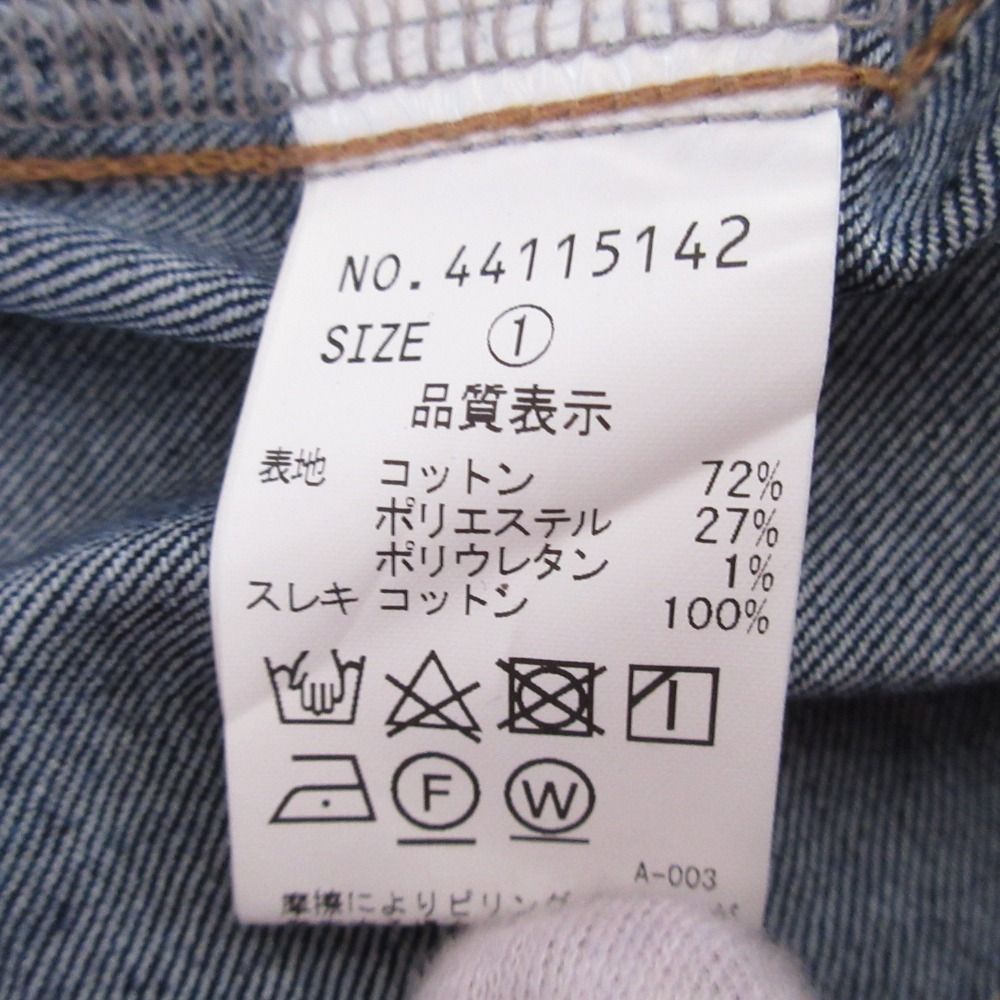 NO. 44115142
SIZE ①
品質表示
表地 コットン 72%
ポリエステル 27%
ポリウレタン 1%
スレキ コットン 100%
F W
A-003
摩擦によりピリング